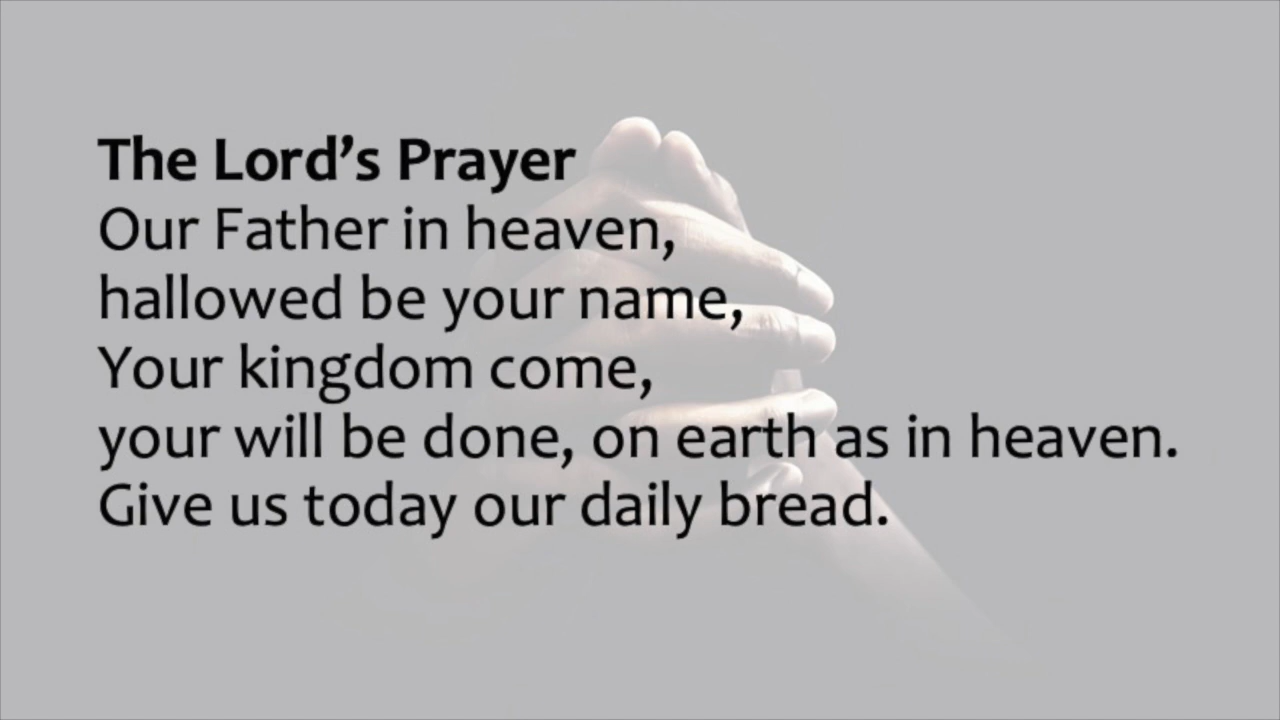 The Lord’s Prayer
Our Father in heaven,
hallowed be your name,
Your kingdom come,
your will be done, on earth as in heaven.
Give us today our daily bread.